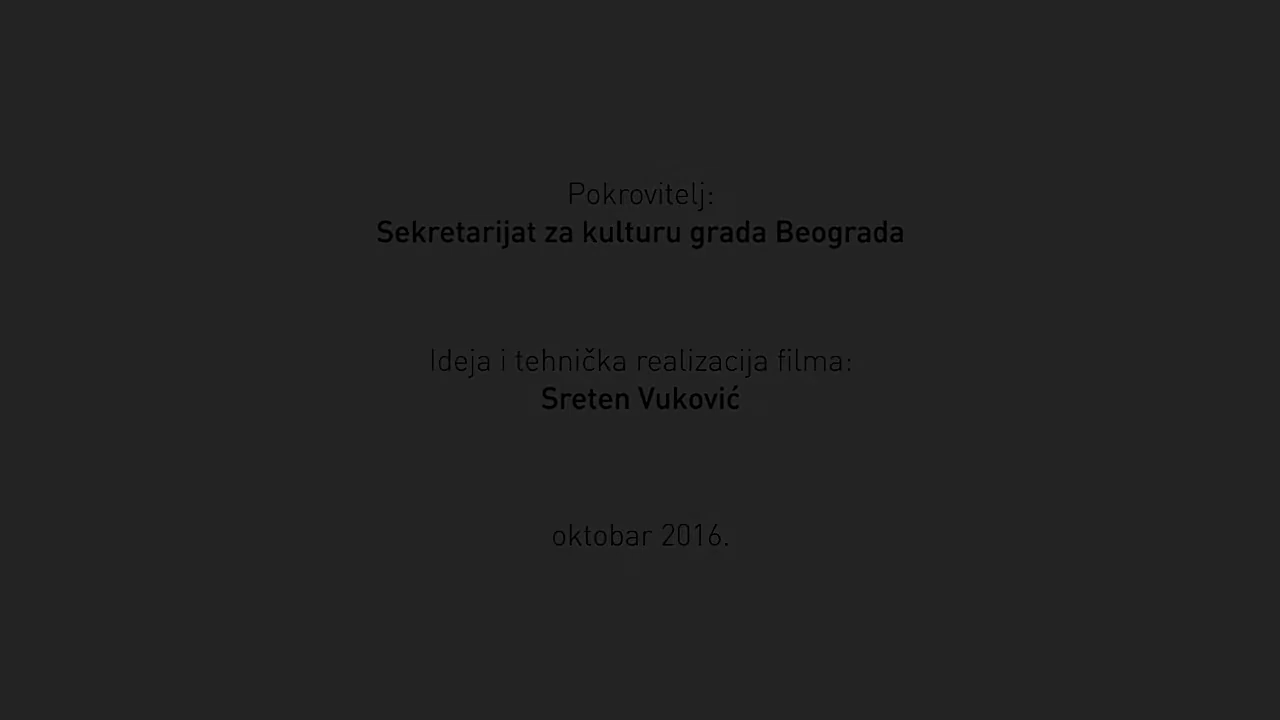 Pokrovitelj:
Sekretarijat za kulturu grada Beograda
Ideja i tehnička realizacija filma:
Sreten Vuković
oktobar 2016.